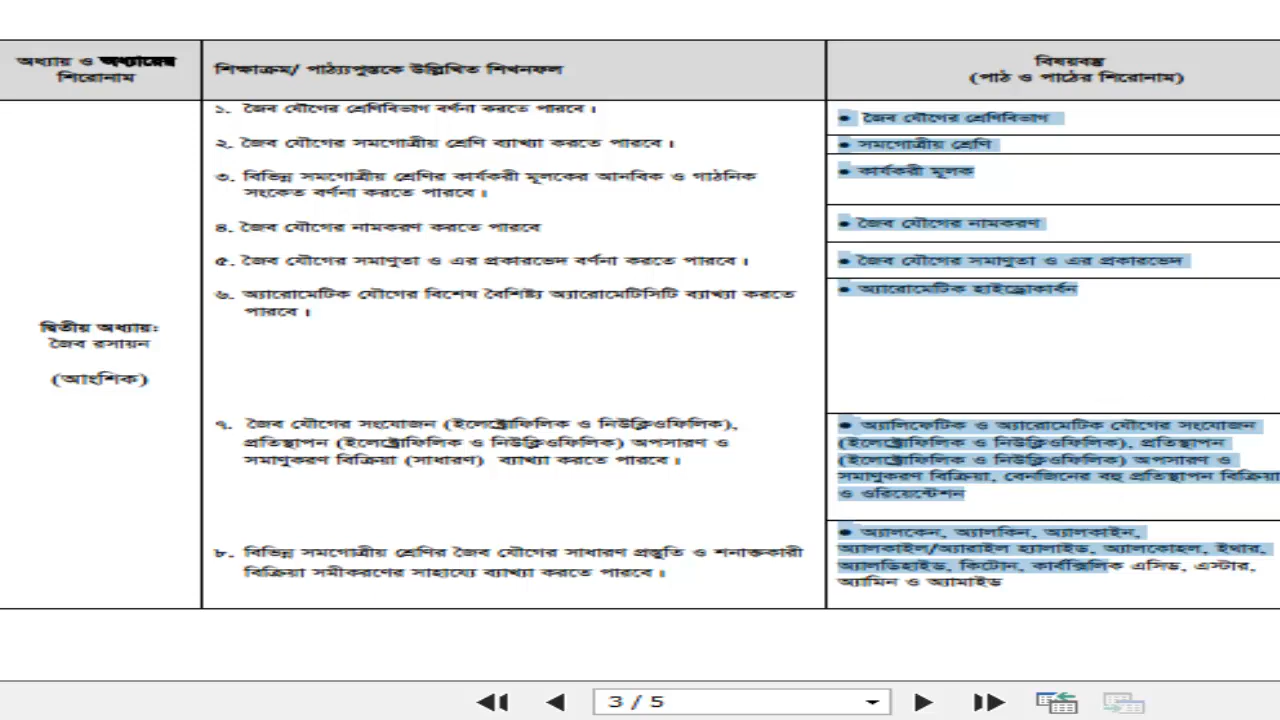 অধ্যায় ও অধ্যায়ের
শিরোনাম
শিক্ষাক্রম/ পাঠ্যপুস্তকে উল্লিখিত শিখনফল
বিষয়বস্তু
(পাঠ ও পাঠের শিরোনাম)
দ্বিতীয় অধ্যায়:
জৈব রসায়ন
(আংশিক)
১. জৈব যৌগের শ্রেণিবিভাগ বর্ণনা করতে পারবে।
• জৈব যৌগের শ্রেণিবিভাগ
২. জৈব যৌগের সমগোত্রীয় শ্রেণি ব্যাখ্যা করতে পারবে।
• সমগোত্রীয় শ্রেণি
৩. বিভিন্ন সমগোত্রীয় শ্রেণির কার্যকরী মূলকের আনবিক ও গাঠনিক
সংকেত বর্ণনা করতে পারবে।
• কার্যকরী মূলক
৪. জৈব যৌগের নামকরণ করতে পারবে
• জৈব যৌগের নামকরণ
৫. জৈব যৌগের সমাণুতা ও এর প্রকারভেদ বর্ণনা করতে পারবে।
• জৈব যৌগের সমাণুতা ও এর প্রকারভেদ
৬. অ্যারোমেটিক যৌগের বিশেষ বৈশিষ্ট্য অ্যারোমেটিসিটি ব্যাখ্যা করতে
পারবে।
• অ্যারোমেটিক হাইড্রোকার্বন
৭. জৈব যৌগের সংযোজন (ইলেক্ট্রোফিলিক ও নিউক্লিওফিলিক),
প্রতিস্থাপন (ইলেক্ট্রোফিলিক ও নিউক্লিওফিলিক) অপসারণ ও
সমাণুকরণ বিক্রিয়া (সাধারণ) ব্যাখ্যা করতে পারবে।
• অ্যালিফেটিক ও অ্যারোমেটিক যৌগের সংযোজন
(ইলেক্ট্রোফিলিক ও নিউক্লিওফিলিক), প্রতিস্থাপন
(ইলেক্ট্রোফিলিক ও নিউক্লিওফিলিক) অপসারণ ও
সমাণুকরণ বিক্রিয়া, বেনজিনের বহু প্রতিস্থাপন বিক্রিয়া
ও ওরিয়েন্টেশন
৮. বিভিন্ন সমগোত্রীয় শ্রেণির জৈব যৌগের সাধারণ প্রস্তুতি ও শনাক্তকারী
বিক্রিয়া সমীকরণের সাহায্যে ব্যাখ্যা করতে পারবে।
• অ্যালকেন, অ্যালকিন, অ্যালকাইন,
অ্যালকাইল/অ্যারাইল হ্যালাইড, অ্যালকোহল, ইথার,
অ্যালডিহাইড, কিটোন, কার্বক্সিলিক এসিড, এস্টার,
অ্যামিন ও অ্যামাইড
3 / 5